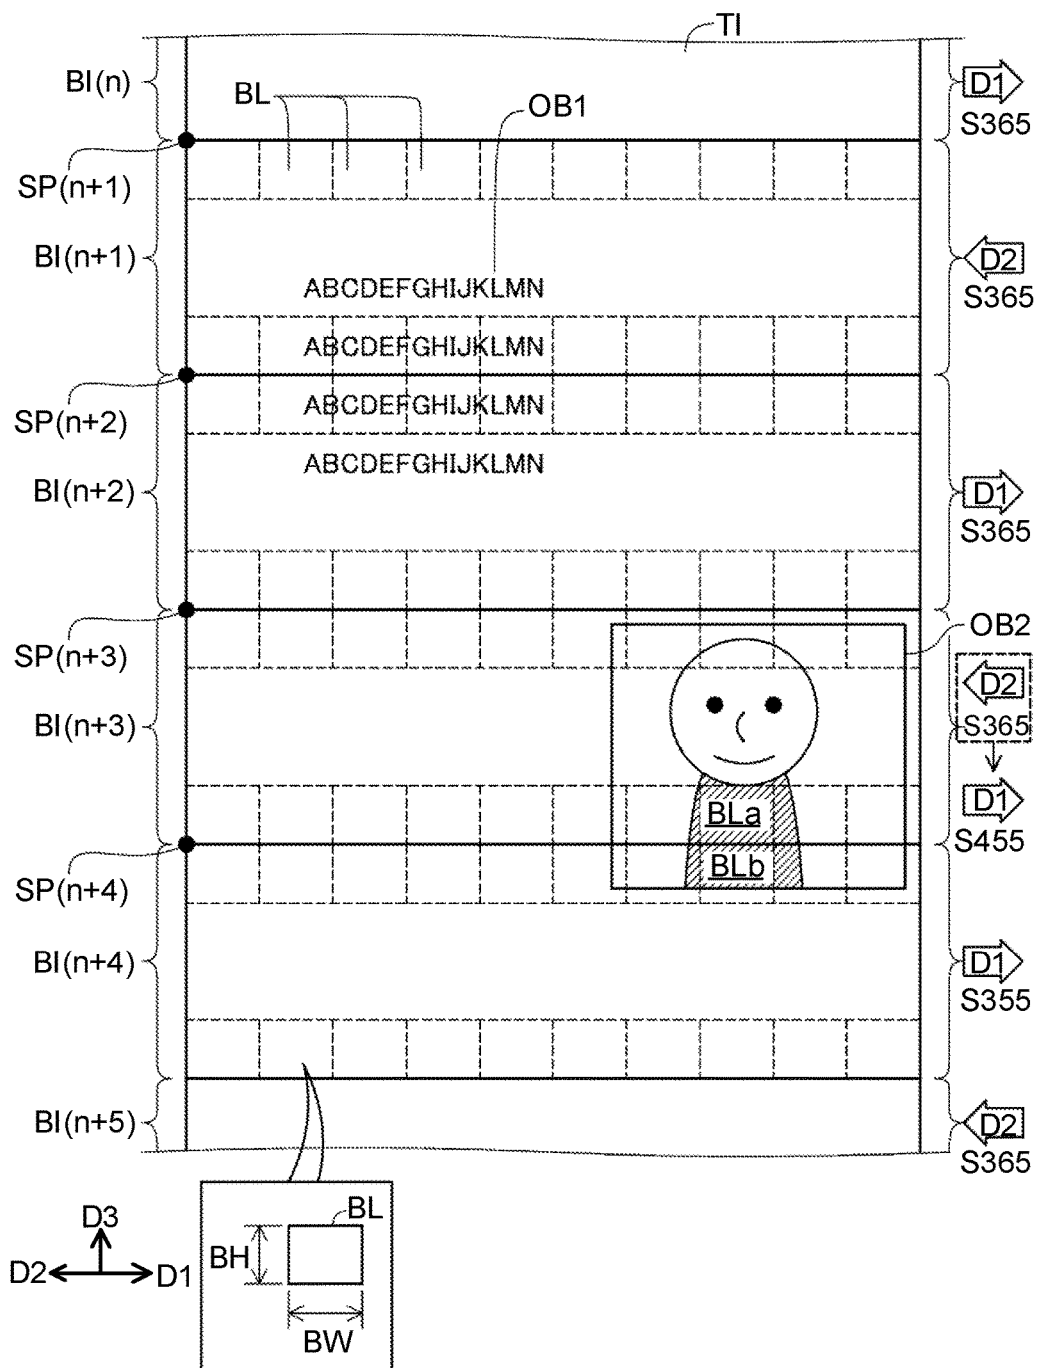 TI
BI(n)
D1
S365
BL
OB1
SP(n+1)
BI(n+1)
D2
S365
ABCDEFGHIJKLMN
ABCDEFGHIJKLMN
SP(n+2)
ABCDEFGHIJKLMN
ABCDEFGHIJKLMN
BI(n+2)
D1
S365
OB2
SP(n+3)
D2
S365
BI(n+3)
D1
S455
BLa
BLb
SP(n+4)
BI(n+4)
D1
S355
BI(n+5)
D2
S365
D3
D2
D1
BL
BH
BW